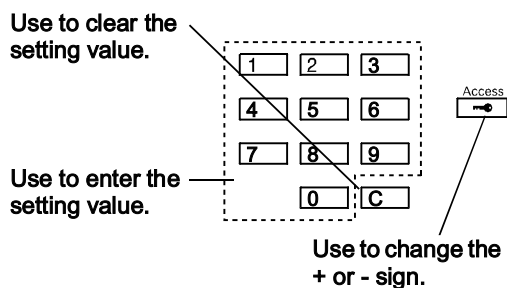 Use to clear the
setting value.
1 2 3
Access
4 5 6
7 8 9
Use to enter the
setting value.
0 C
Use to change the
+ or - sign.